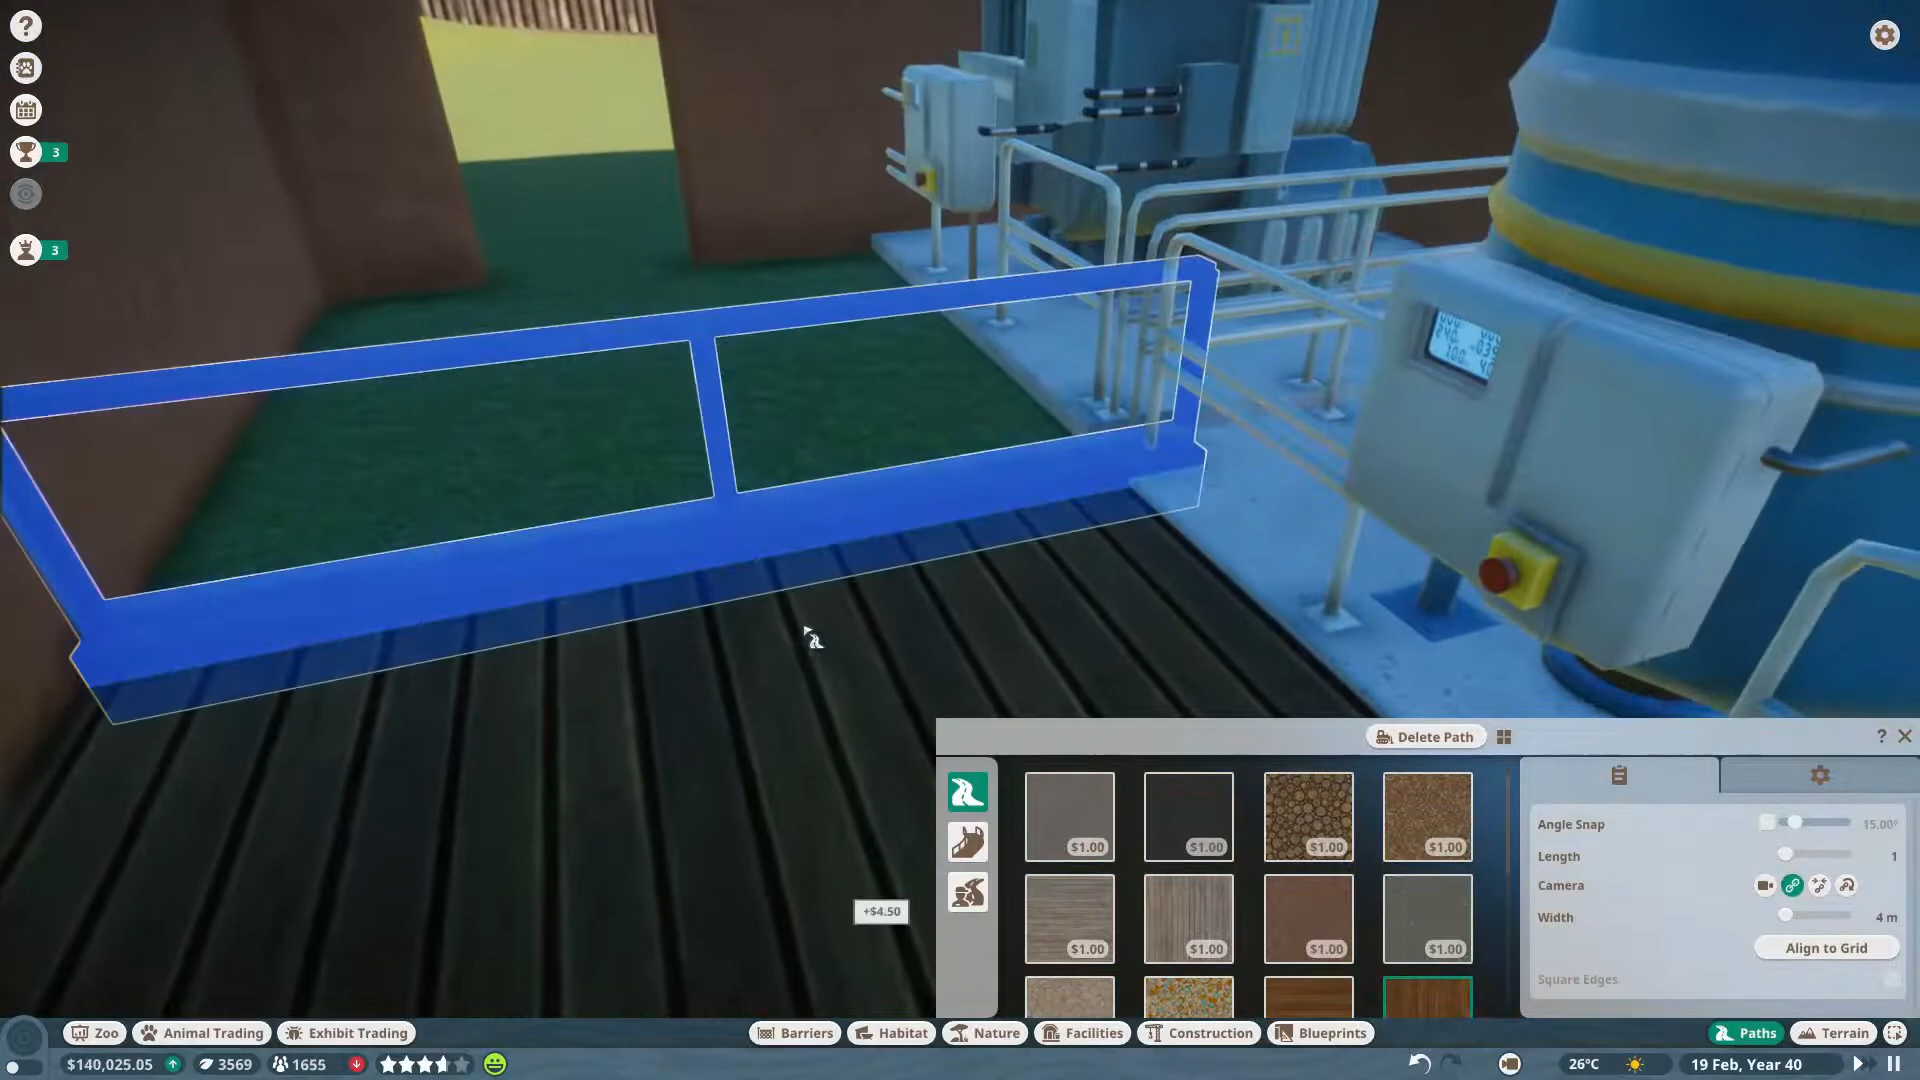 ?
3
3
+$4.50
Delete Path
?
$1.00 $1.00 $1.00 $1.00
$1.00 $1.00 $1.00 $1.00
Angle Snap 15.00°
Length 1
Camera
Width 4 m
Align to Grid
Square Edges
Zoo Animal Trading Exhibit Trading Barriers Habitat Nature Facilities Construction Blueprints Paths Terrain
$140,025.05 3569 1655 26°C 19 Feb, Year 40